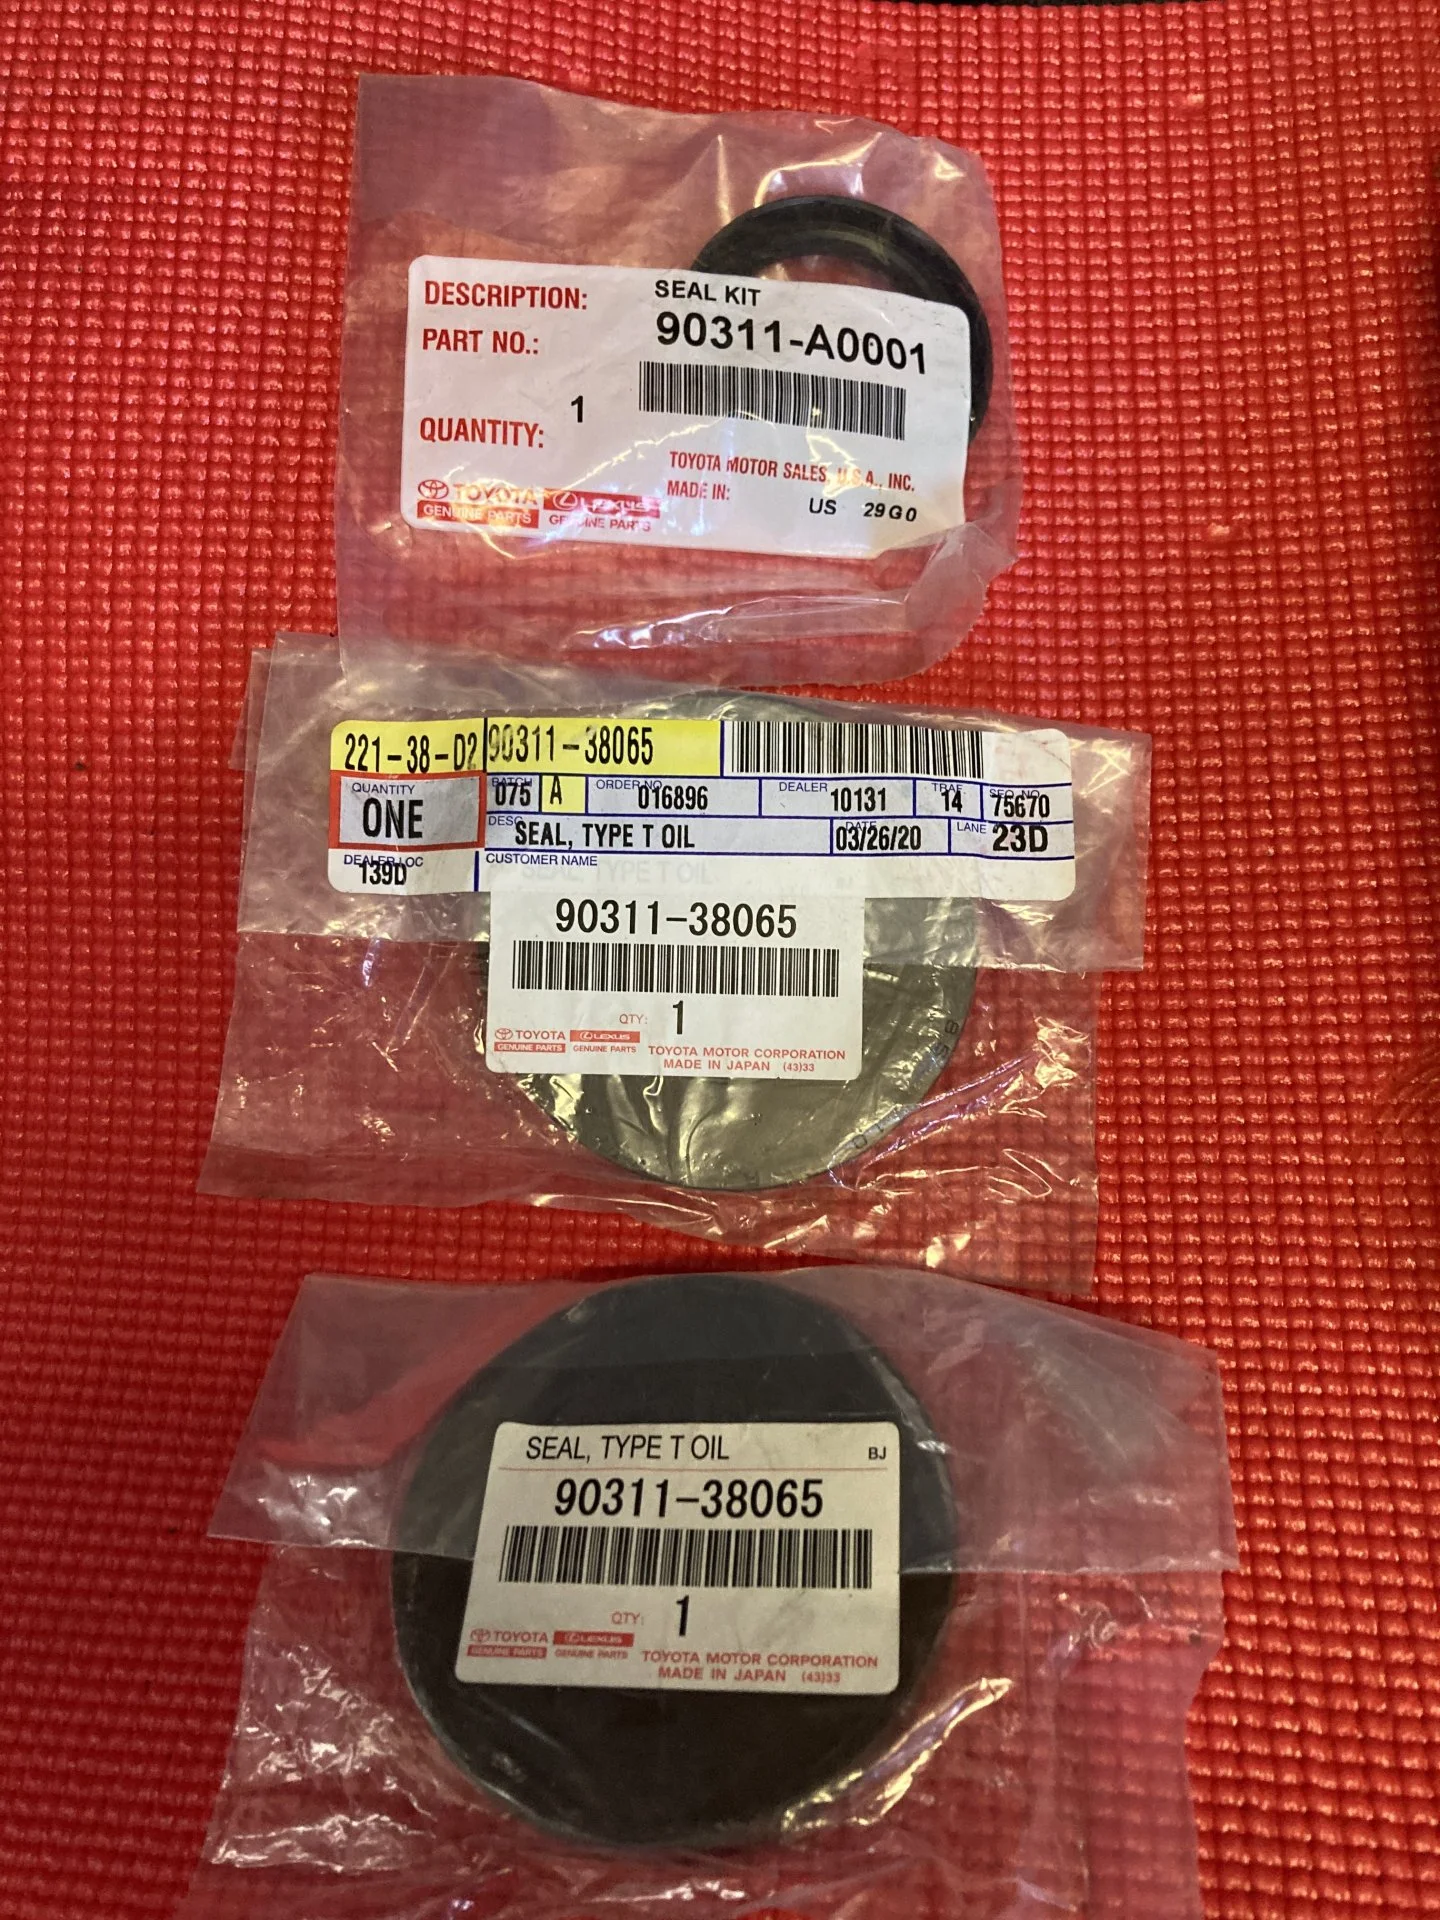 DESCRIPTION: SEAL KIT
PART NO.: 90311-A0001
QUANTITY: 1
TOYOTA MOTOR SALES, U.S.A., INC.
MADE IN: US 29G0
TOYOTA LEXUS
GENUINE PARTS GENUINE PARTS
221-38-D2 90311-38065
QUANTITY ONE
BATCH 075 A ORDER NO 016896 DEALER 10131 TRAF 14 SEQ NO 75670
DESC SEAL, TYPE T OIL DATE 03/26/20 LANE 23D
DEALER LOC 139D CUSTOMER NAME
SEAL, TYPE T OIL
90311-38065
QTY: 1
TOYOTA LEXUS
GENUINE PARTS GENUINE PARTS
TOYOTA MOTOR CORPORATION
MADE IN JAPAN (43)33
SEAL, TYPE T OIL BJ
90311-38065
QTY: 1
TOYOTA LEXUS
GENUINE PARTS GENUINE PARTS
TOYOTA MOTOR CORPORATION
MADE IN JAPAN (43)33